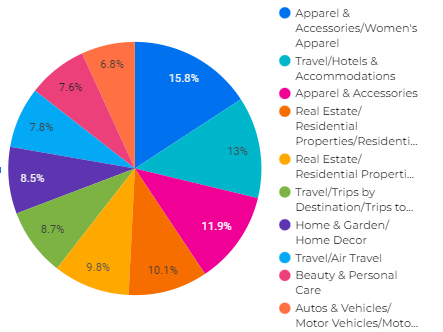 15.8%
13%
11.9%
10.1%
9.8%
8.7%
8.5%
7.8%
7.6%
6.8%
Apparel &
Accessories/Women's
Apparel
Travel/Hotels &
Accommodations
Apparel & Accessories
Real Estate/
Residential
Properties/Residenti...
Real Estate/
Residential Properti...
Travel/Trips by
Destination/Trips to...
Home & Garden/
Home Decor
Travel/Air Travel
Beauty & Personal
Care
Autos & Vehicles/
Motor Vehicles/Moto...